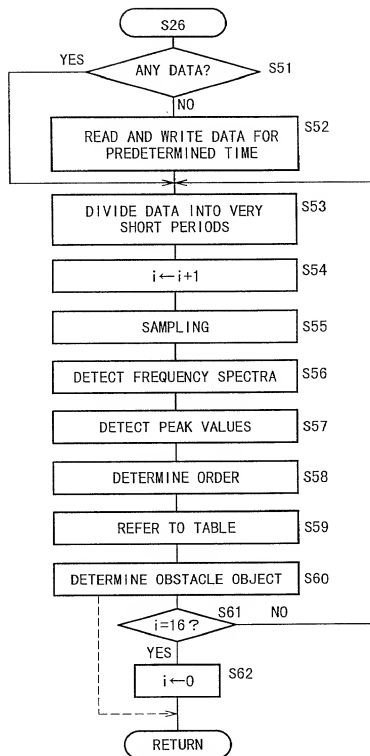 S26
YES
ANY DATA?
S51
NO
READ AND WRITE DATA FOR
PREDETERMINED TIME
S52
DIVIDE DATA INTO VERY
SHORT PERIODS
S53
i←i+1
S54
SAMPLING
S55
DETECT FREQUENCY SPECTRA
S56
DETECT PEAK VALUES
S57
DETERMINE ORDER
S58
REFER TO TABLE
S59
DETERMINE OBSTACLE OBJECT
S60
S61
NO
i=16?
YES
i←0
S62
RETURN